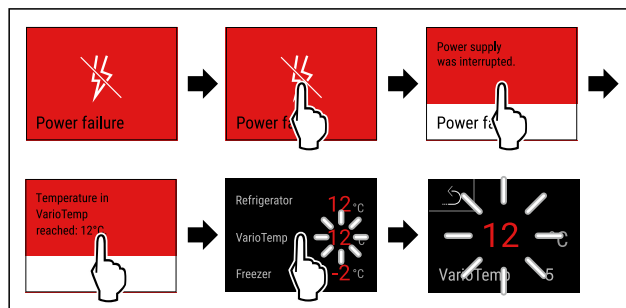 Power failure
Power fa
Power supply
was interrupted.
Power fa
Temperature in
VarioTemp
reached: 12°C
Refrigerator 12 °C
VarioTemp 12 °C
Freezer -2 °C
12 °C
VarioTemp 5